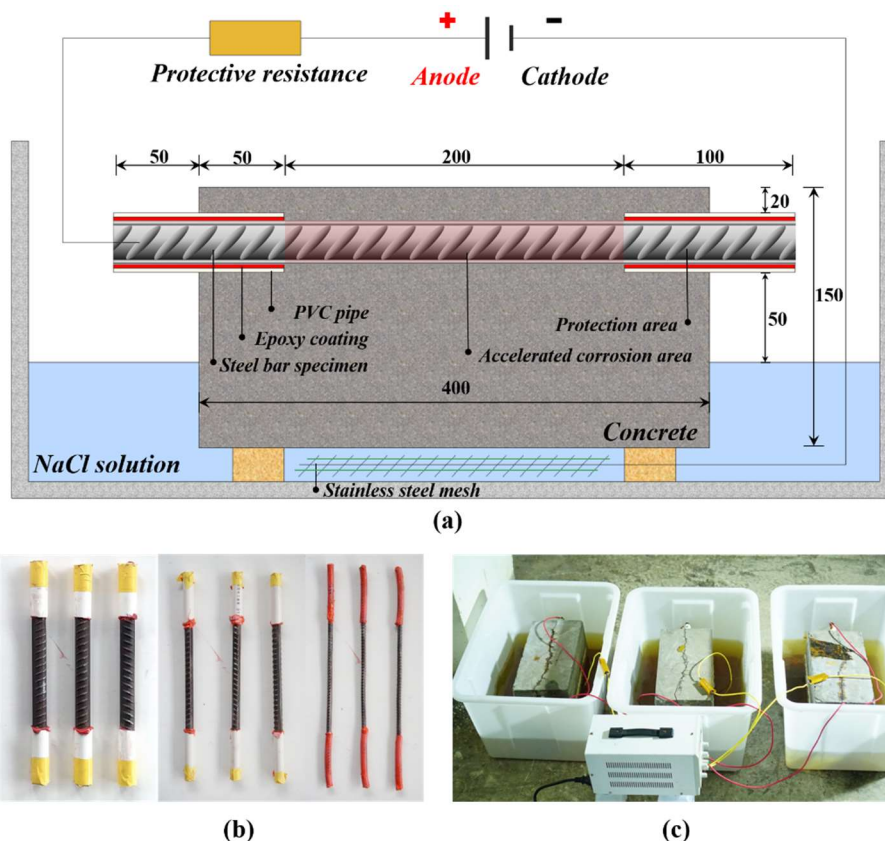 + −
Protective resistance
Anode
Cathode
50 50 200 100
20
150
50
PVC pipe
Epoxy coating
Steel bar specimen
Protection area
Accelerated corrosion area
400
Concrete
NaCl solution
Stainless steel mesh
(a)
(b)
(c)